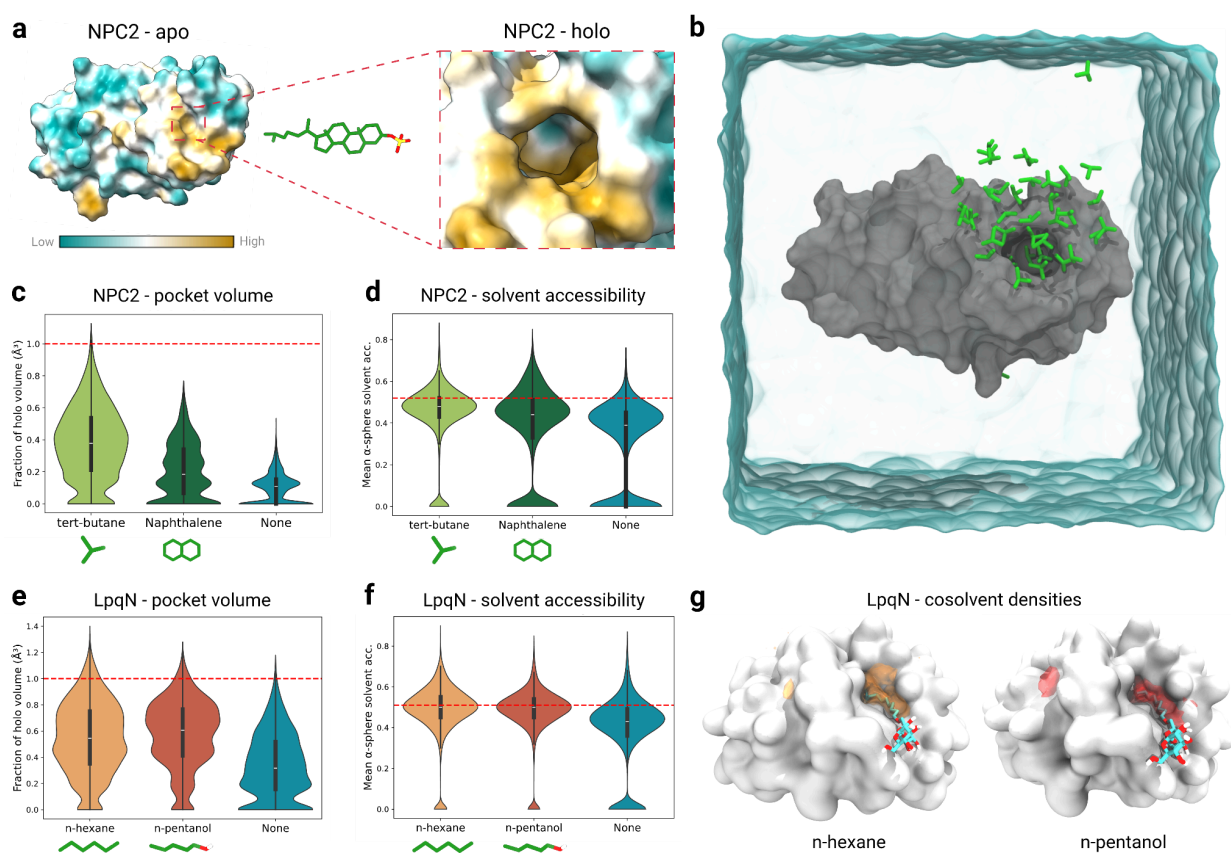 a
NPC2 - apo
NPC2 - holo
Low
High
b
c
NPC2 - pocket volume
Fraction of holo volume (Å³)
1.0
0.8
0.6
0.4
0.2
0.0
tert-butane
Naphthalene
None
d
NPC2 - solvent accessibility
Mean α-sphere solvent acc.
0.8
0.6
0.4
0.2
0.0
tert-butane
Naphthalene
None
e
LpqN - pocket volume
Fraction of holo volume (Å³)
1.4
1.2
1.0
0.8
0.6
0.4
0.2
0.0
n-hexane
n-pentanol
None
f
LpqN - solvent accessibility
Mean α-sphere solvent acc.
0.8
0.6
0.4
0.2
0.0
n-hexane
n-pentanol
None
g
LpqN - cosolvent densities
n-hexane
n-pentanol